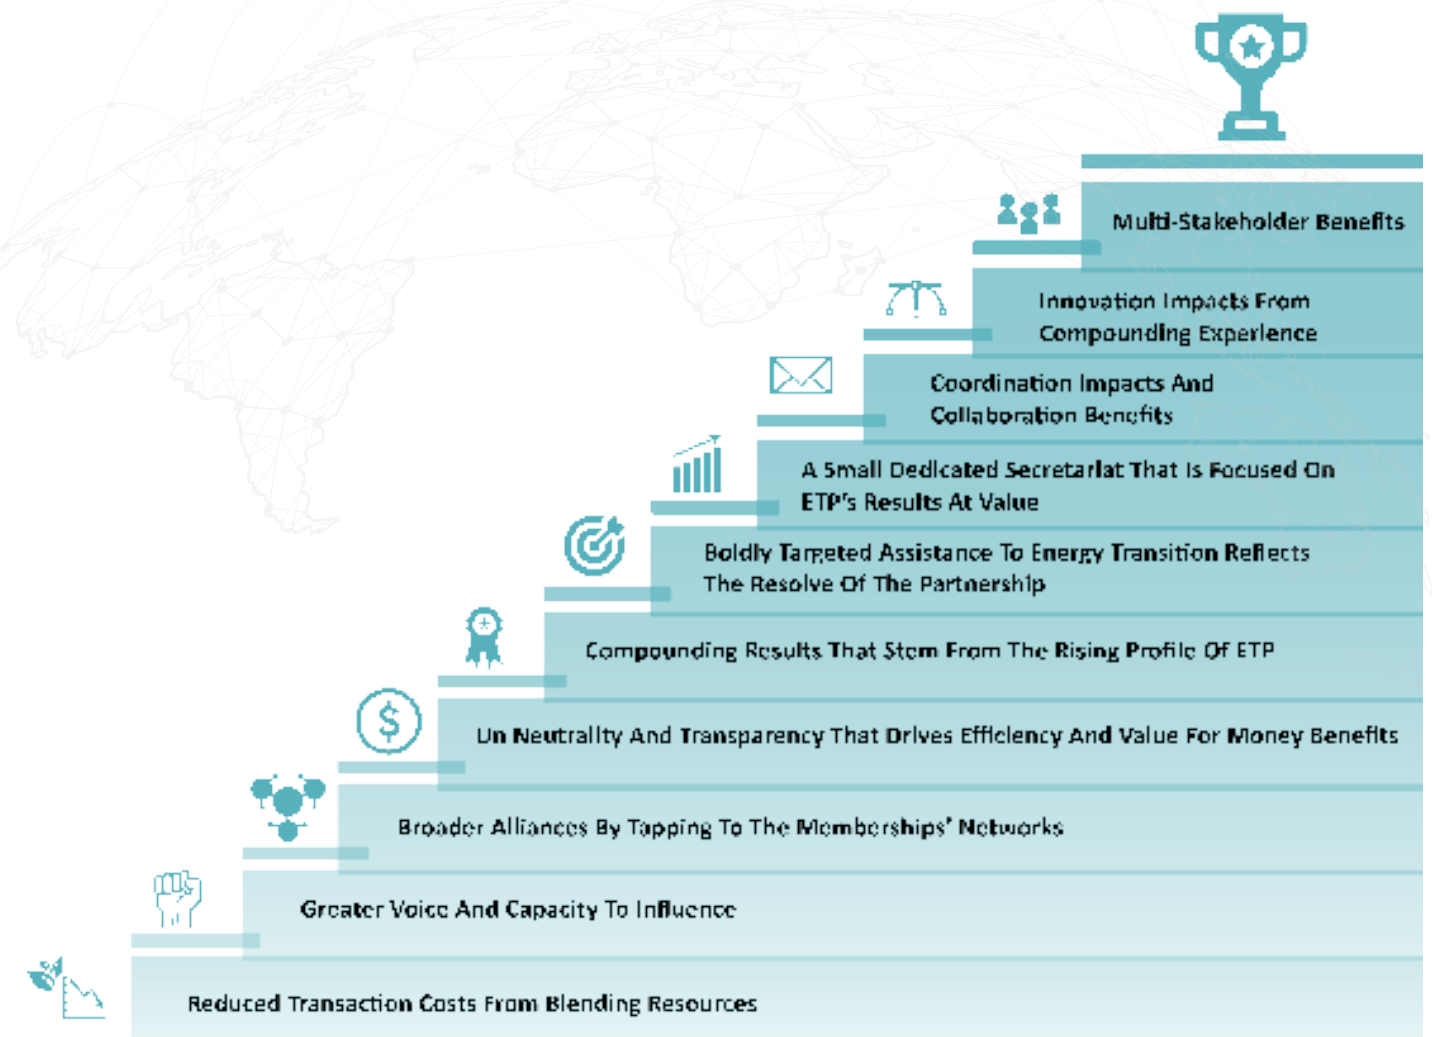 Multi-Stakeholder Benefits
Innovation Impacts From
Compounding Experience
Coordination Impacts And
Collaboration Benefits
A Small Dedicated Secretariat That Is Focused On
ETP's Results At Value
Boldly Targeted Assistance To Energy Transition Reflects
The Resolve Of The Partnership
Compounding Results That Stem From The Rising Profile Of ETP
Un Neutrality And Transparency That Drives Efficiency And Value For Money Benefits
Broader Alliances By Tapping To The Memberships' Networks
Greater Voice And Capacity To Influence
Reduced Transaction Costs From Blending Resources